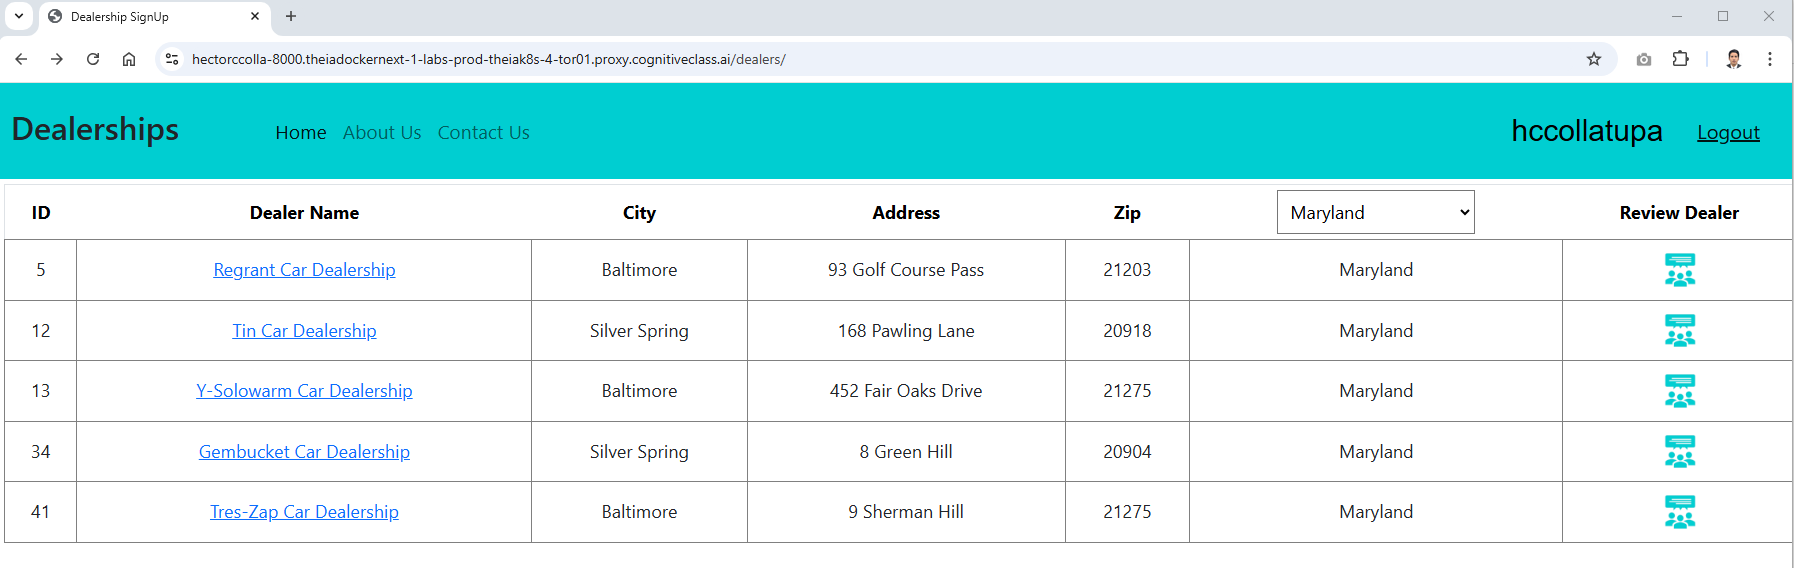 Dealership SignUp
hectorccolla-8000.theiadockernext-1-labs-prod-theiak8s-4-tor01.proxy.cognitiveclass.ai/dealers/
Dealerships Home About Us Contact Us hccollatupa Logout
ID Dealer Name City Address Zip Maryland Review Dealer
5 Regrant Car Dealership Baltimore 93 Golf Course Pass 21203 Maryland
12 Tin Car Dealership Silver Spring 168 Pawling Lane 20918 Maryland
13 Y-Solowarm Car Dealership Baltimore 452 Fair Oaks Drive 21275 Maryland
34 Gembucket Car Dealership Silver Spring 8 Green Hill 20904 Maryland
41 Tres-Zap Car Dealership Baltimore 9 Sherman Hill 21275 Maryland